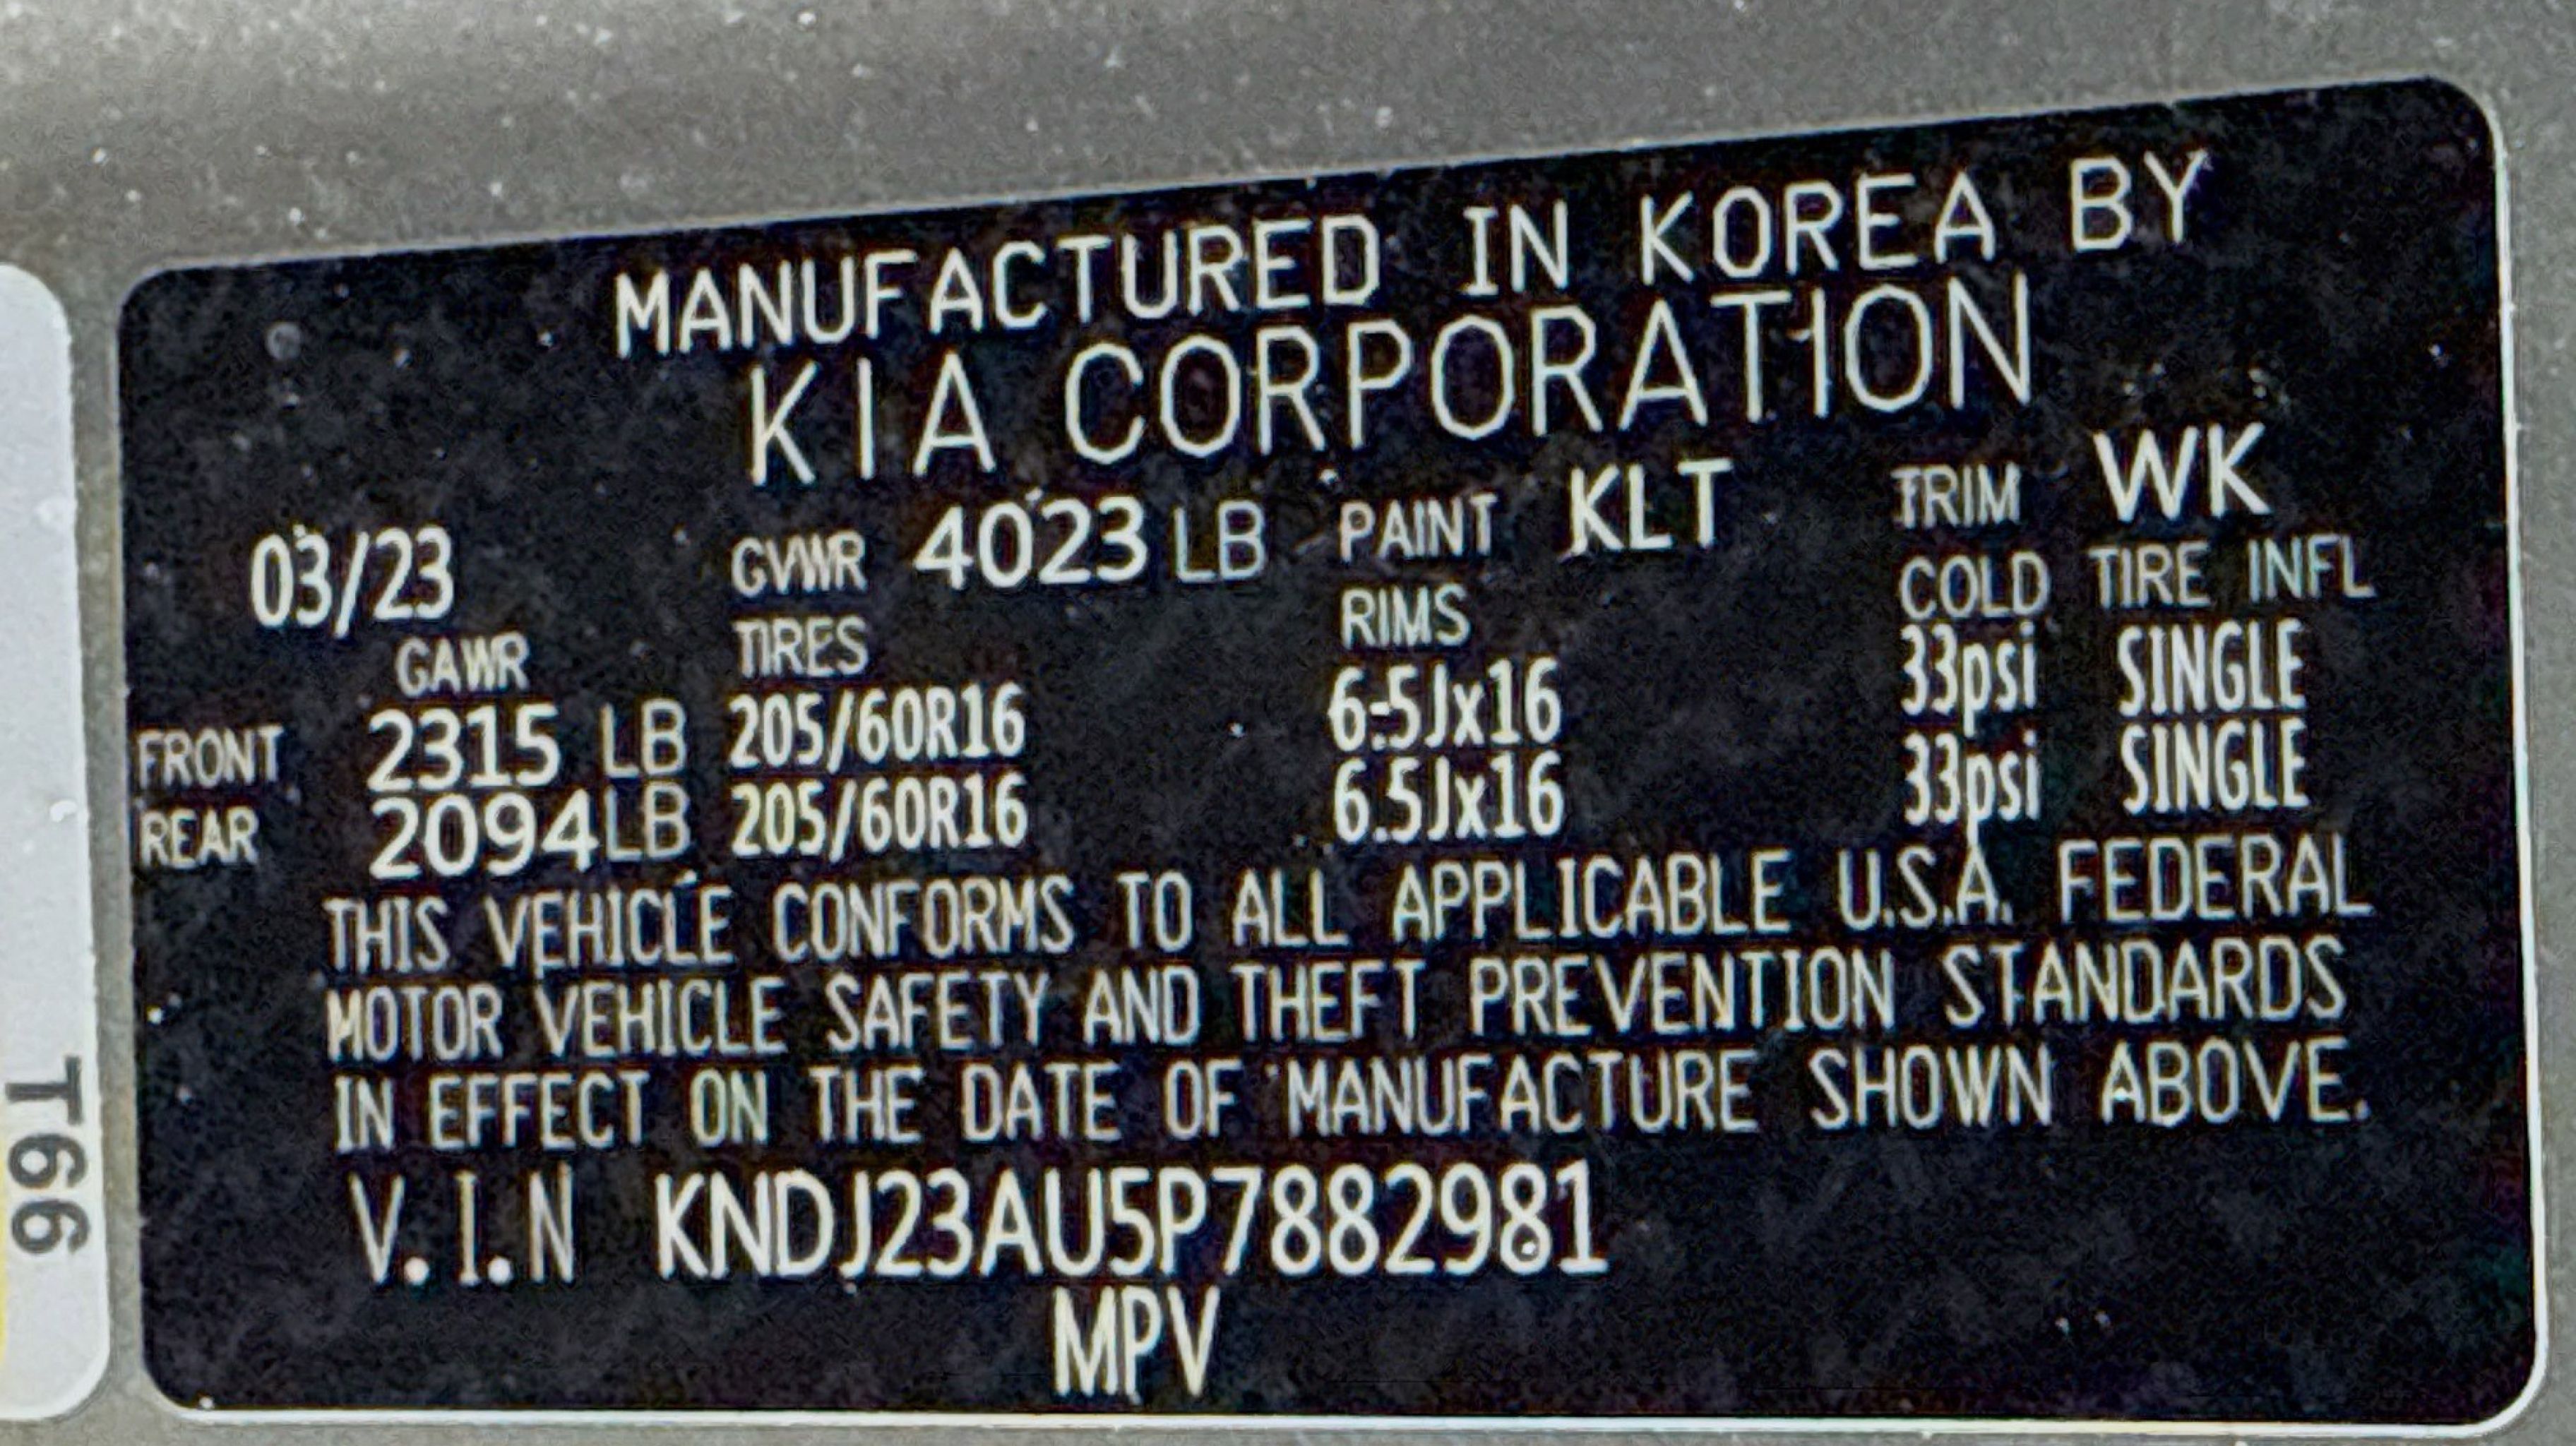 MANUFACTURED IN KOREA BY
KIA CORPORATION
03/23 GVWR 4023 LB PAINT KLT TRIM WK
GAWR TIRES RIMS COLD TIRE INFL
FRONT 2315 LB 205/60R16 6.5Jx16 33psi SINGLE
REAR 2094 LB 205/60R16 6.5Jx16 33psi SINGLE
THIS VEHICLE CONFORMS TO ALL APPLICABLE U.S.A. FEDERAL
MOTOR VEHICLE SAFETY AND THEFT PREVENTION STANDARDS
IN EFFECT ON THE DATE OF MANUFACTURE SHOWN ABOVE.
V.I.N KNDJ23AU5P7882981
MPV
T66